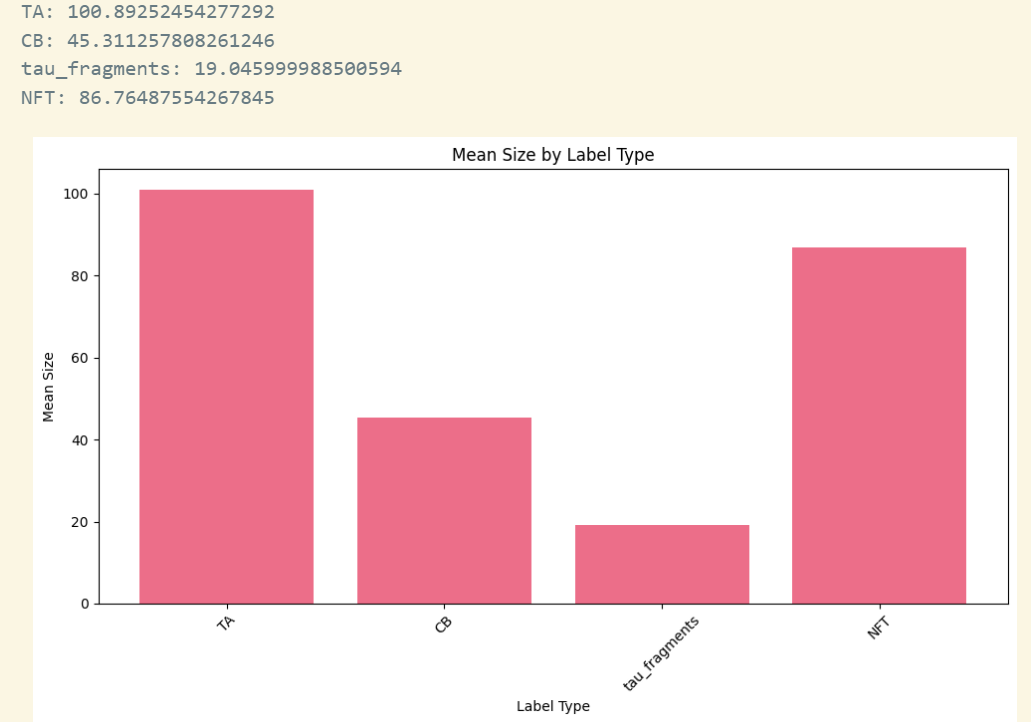 TA: 100.89252454277292
CB: 45.311257808261246
tau_fragments: 19.045999988500594
NFT: 86.76487554267845
Mean Size by Label Type
100
80
60
40
20
0
Mean Size
TA
CB
tau_fragments
NFT
Label Type